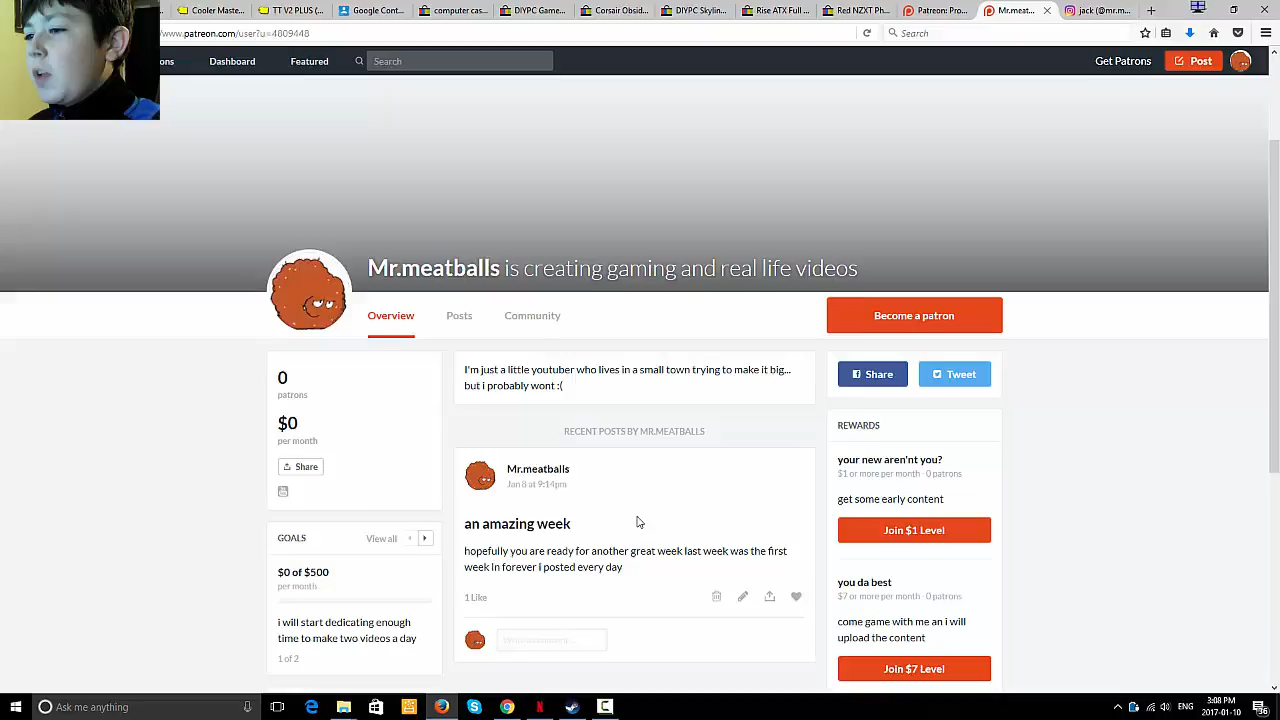 Cooler Maste...
TT V2 PLUS (...
Google Cont...
computer cas...
DIYPC Game...
Corsair Obsid...
DIYPC Skylin...
Rise ATX Full ...
Red NZXT Ph...
Patreon: Pro...
Mr.meat...
jack (@mr.m...
www.patreon.com/user?u=4809448
Search
ons
Dashboard
Featured
Search
Get Patrons
Post
Mr.meatballs is creating gaming and real life videos
Overview
Posts
Community
Become a patron
0
patrons
$0
per month
Share
GOALS
View all
$0 of $500
per month
i will start dedicating enough
time to make two videos a day
1 of 2
I'm just a little youtuber who lives in a small town trying to make it big...
but i probably wont :(
RECENT POSTS BY MR.MEATBALLS
Mr.meatballs
Jan 8 at 9:14pm
an amazing week
hopefully you are ready for another great week last week was the first
week in forever i posted every day
1 Like
Share
Tweet
REWARDS
your new aren'nt you?
$1 or more per month · 0 patrons
get some early content
Join $1 Level
you da best
$7 or more per month · 0 patrons
come game with me an i will
upload the content
Join $7 Level
Ask me anything
ENG
3:08 PM
2017-01-10